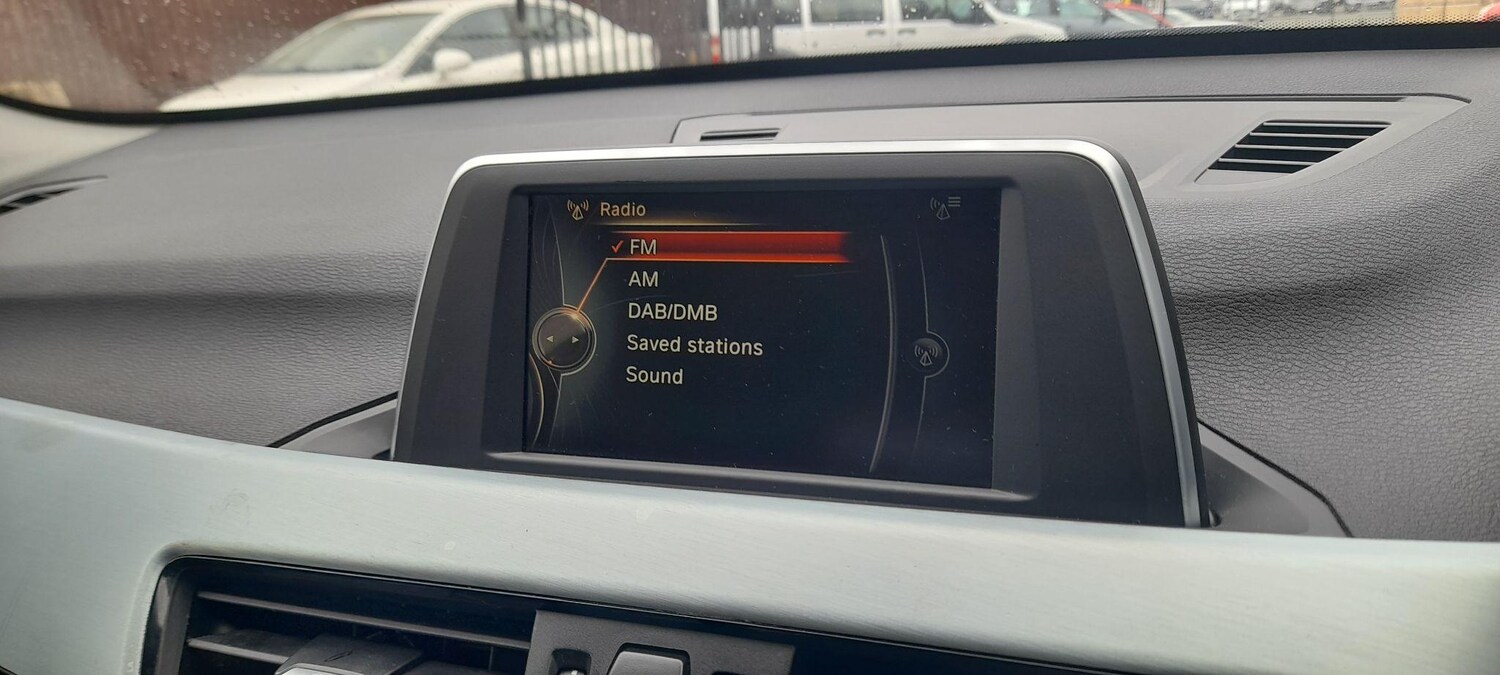 Radio
FM
AM
DAB/DMB
Saved stations
Sound